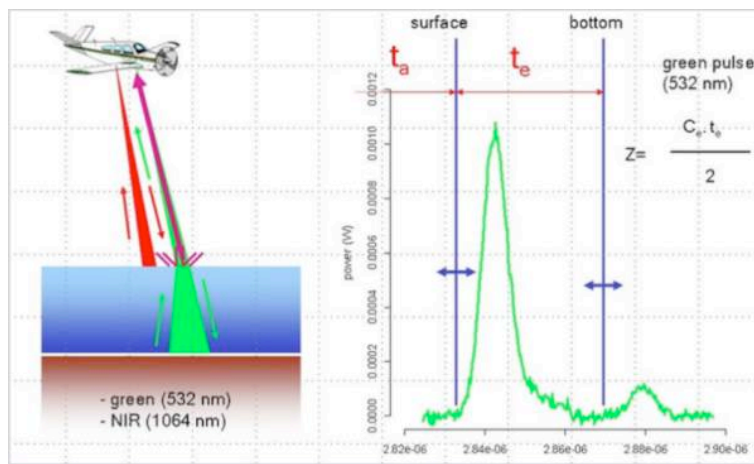 surface
bottom
tₐ
tₑ
green pulse
(532 nm)
Z=
Cₑ. tₑ
2
0.0012
0.0010
0.0008
0.0006
0.0004
0.0002
0.0000
power (W)
2.82e-06
2.84e-06
2.86e-06
2.88e-06
2.90e-06
- green (532 nm)
- NIR (1064 nm)